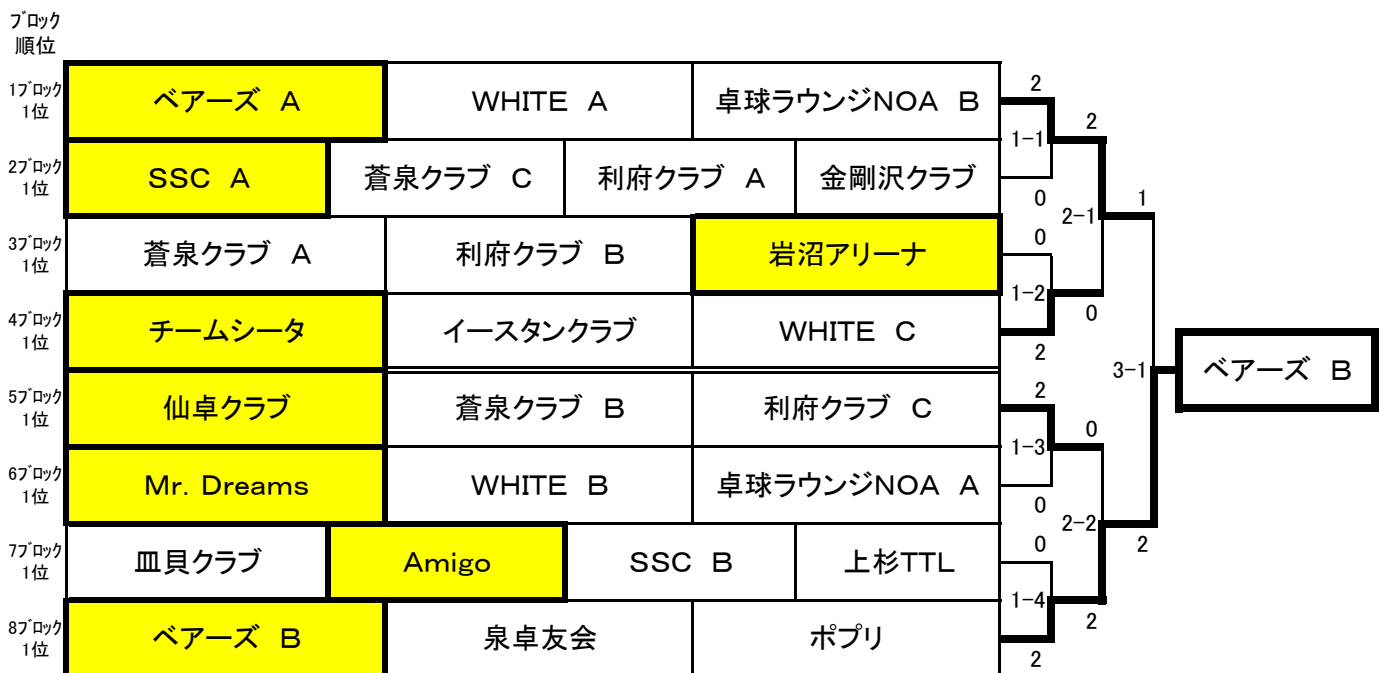 ブロック
順位
1ブロック
1位
ベアーズ A
WHITE A
卓球ラウンジNOA B
2ブロック
1位
SSC A
蒼泉クラブ C
利府クラブ A
金剛沢クラブ
3ブロック
1位
蒼泉クラブ A
利府クラブ B
岩沼アリーナ
4ブロック
1位
チームシータ
イースタンクラブ
WHITE C
5ブロック
1位
仙卓クラブ
蒼泉クラブ B
利府クラブ C
6ブロック
1位
Mr. Dreams
WHITE B
卓球ラウンジNOA A
7ブロック
1位
皿貝クラブ
Amigo
SSC B
上杉TTL
8ブロック
1位
ベアーズ B
泉卓友会
ポプリ
2
1-1
0
0
1-2
2
2
1-3
0
0
1-4
2
2
2-1
0
0
2-2
2
1
3-1
2
ベアーズ B